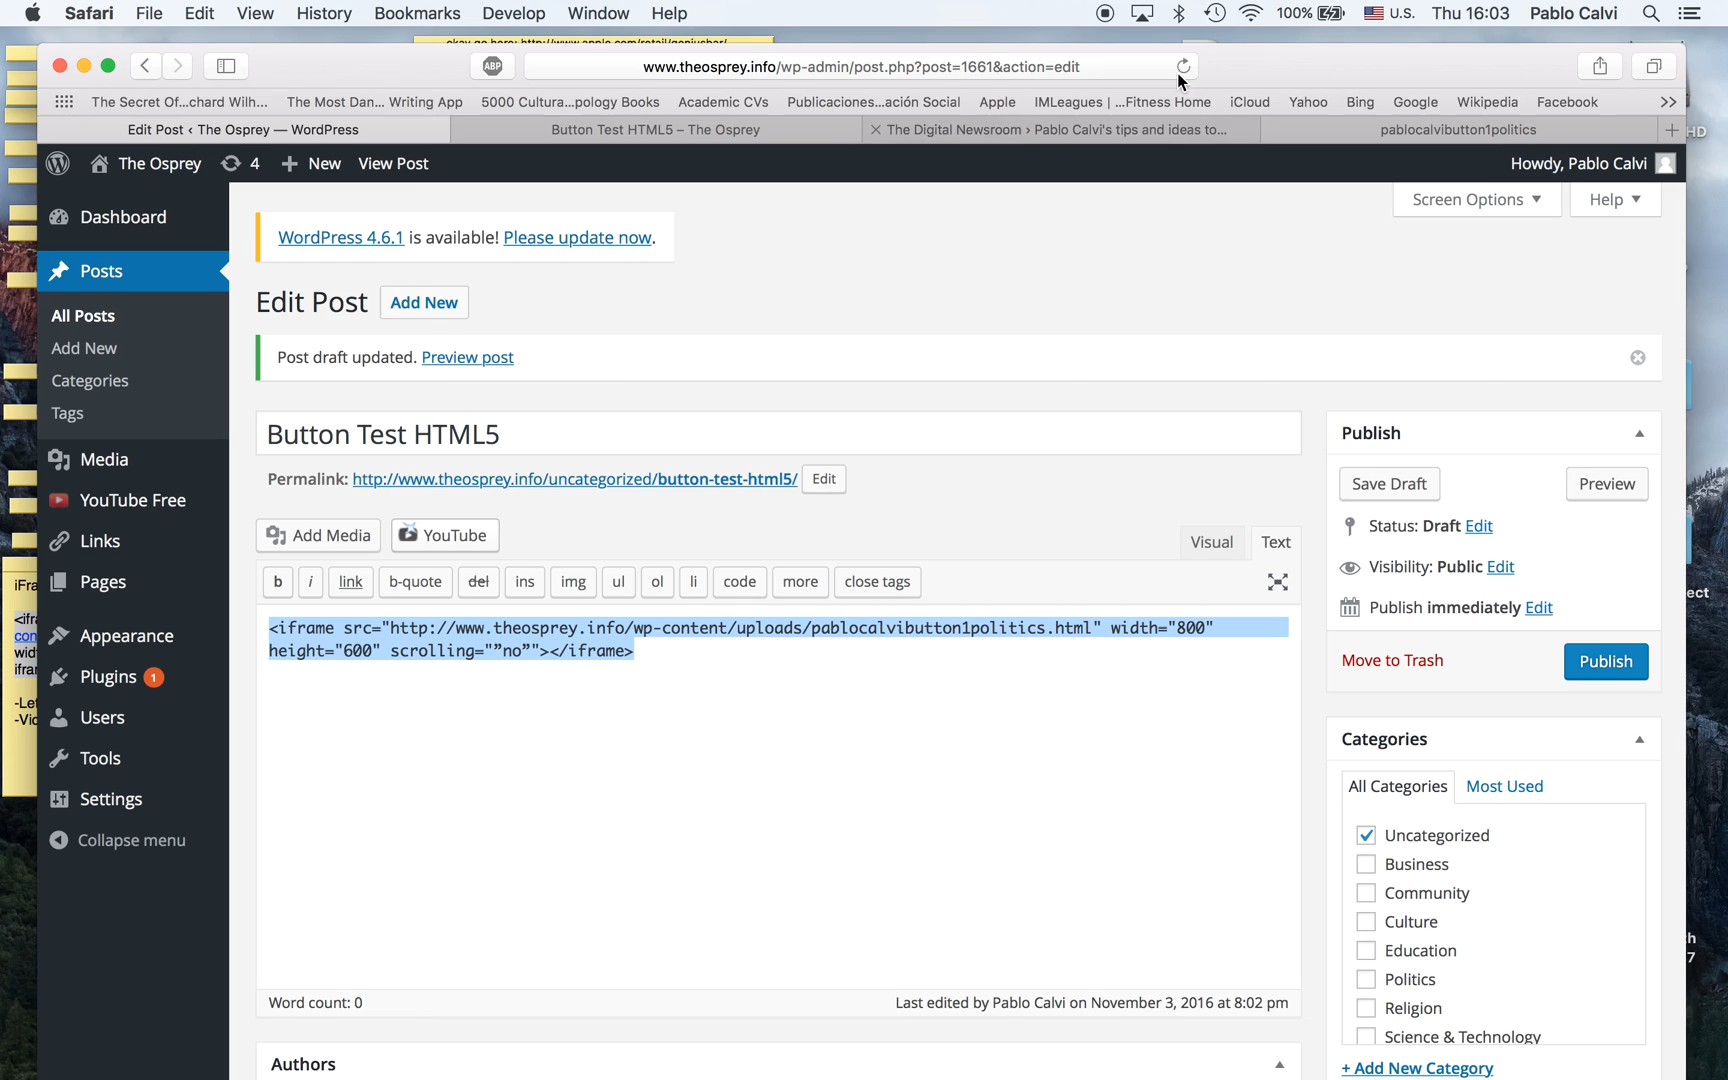 Safari File Edit View History Bookmarks Develop Window Help 100% U.S. Thu 16:03 Pablo Calvi
www.theosprey.info/wp-admin/post.php?post=1661&action=edit
The Secret Of...chard Wilh... The Most Dan... Writing App 5000 Cultura...pology Books Academic CVs Publicaciones...ación Social Apple IMLeagues | ...Fitness Home iCloud Yahoo Bing Google Wikipedia Facebook >>
Edit Post ‹ The Osprey — WordPress Button Test HTML5 – The Osprey The Digital Newsroom › Pablo Calvi's tips and ideas to... pablocalvibutton1politics
The Osprey 4 New View Post Howdy, Pablo Calvi
Screen Options Help
Dashboard
WordPress 4.6.1 is available! Please update now.
Posts
Edit Post Add New
All Posts
Add New
Categories
Tags
Post draft updated. Preview post
Button Test HTML5
Permalink: http://www.theosprey.info/uncategorized/button-test-html5/ Edit
Media
YouTube Free
Links
Pages
Appearance
Plugins 1
Users
Tools
Settings
Collapse menu
Add Media YouTube Visual Text
b i link b-quote del ins img ul ol li code more close tags
<iframe src="http://www.theosprey.info/wp-content/uploads/pablocalvibutton1politics.html" width="800"
height="600" scrolling="”no”"></iframe>
Word count: 0 Last edited by Pablo Calvi on November 3, 2016 at 8:02 pm
Authors
Publish
Save Draft Preview
Status: Draft Edit
Visibility: Public Edit
Publish immediately Edit
Move to Trash Publish
Categories
All Categories Most Used
Uncategorized
Business
Community
Culture
Education
Politics
Religion
Science & Technology
+ Add New Category
ABP
HD